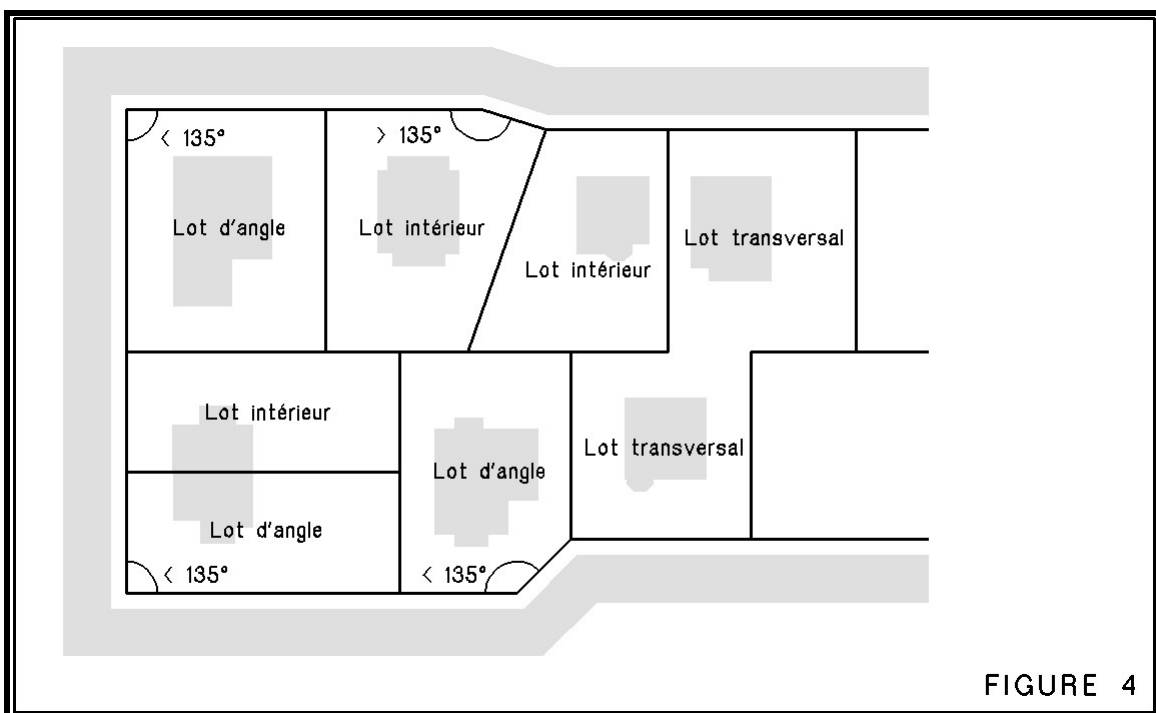 < 135°
> 135°
Lot d'angle
Lot intérieur
Lot intérieur
Lot transversal
Lot intérieur
Lot d'angle
Lot transversal
Lot d'angle
< 135°
< 135°
FIGURE 4